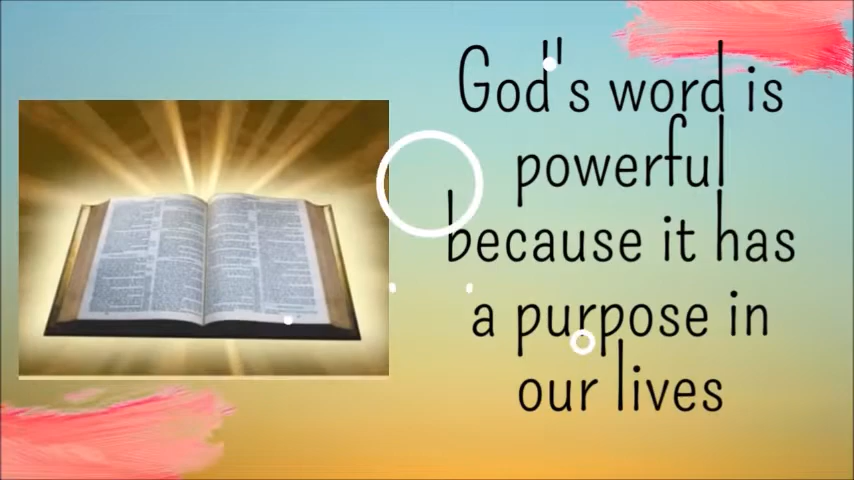 God's word is
powerful
because it has
a purpose in
our lives